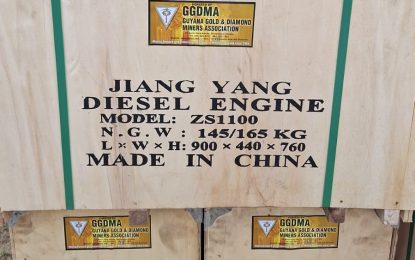 GGDMA
GUYANA GOLD & DIAMOND
MINERS ASSOCIATION
JIANG YANG
DIESEL ENGINE
MODEL: ZS1100
N.G.W: 145/165 KG
L×W×H: 900×440×760
MADE IN CHINA
GGDMA
GUYANA GOLD & DIAMOND
MINERS ASSOCIATION
GGDMA
GUYANA GOLD & DIAMOND
MINERS ASSOCIATION